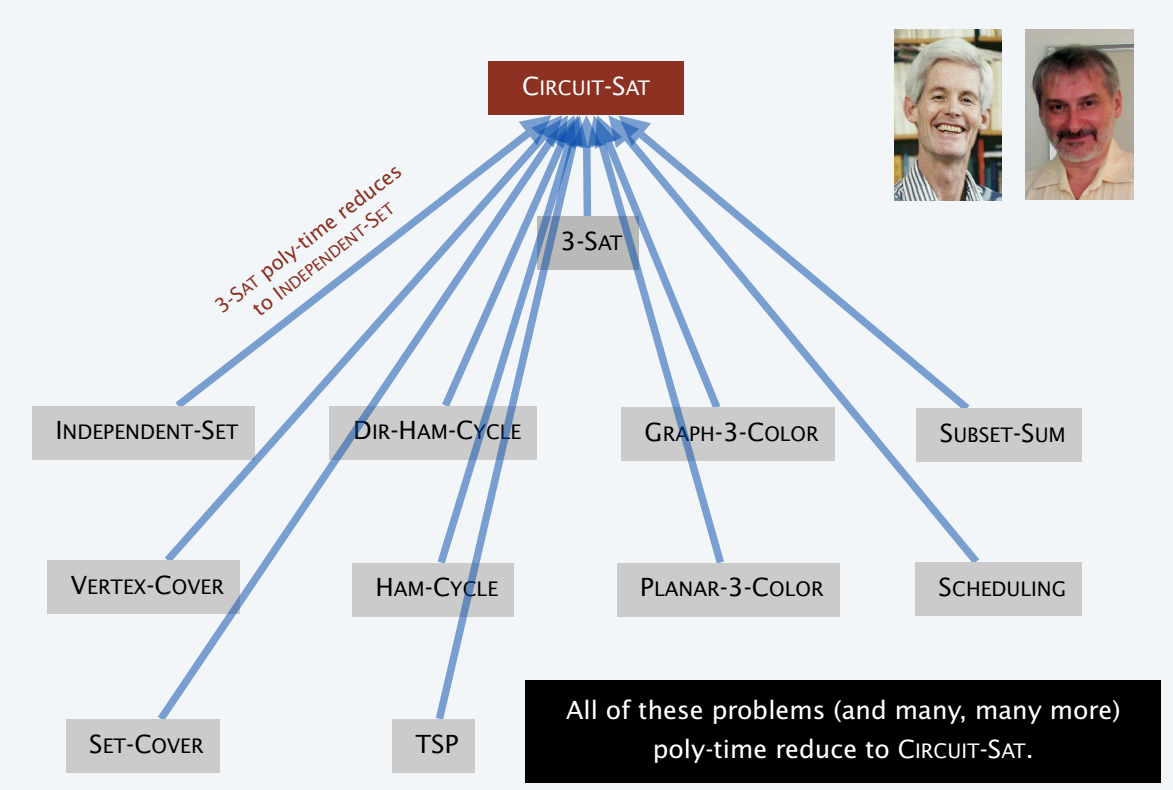 CIRCUIT-SAT
3-SAT poly-time reduces
to INDEPENDENT-SET
3-SAT
INDEPENDENT-SET
DIR-HAM-CYCLE
GRAPH-3-COLOR
SUBSET-SUM
VERTEX-COVER
HAM-CYCLE
PLANAR-3-COLOR
SCHEDULING
SET-COVER
TSP
All of these problems (and many, many more)
poly-time reduce to CIRCUIT-SAT.